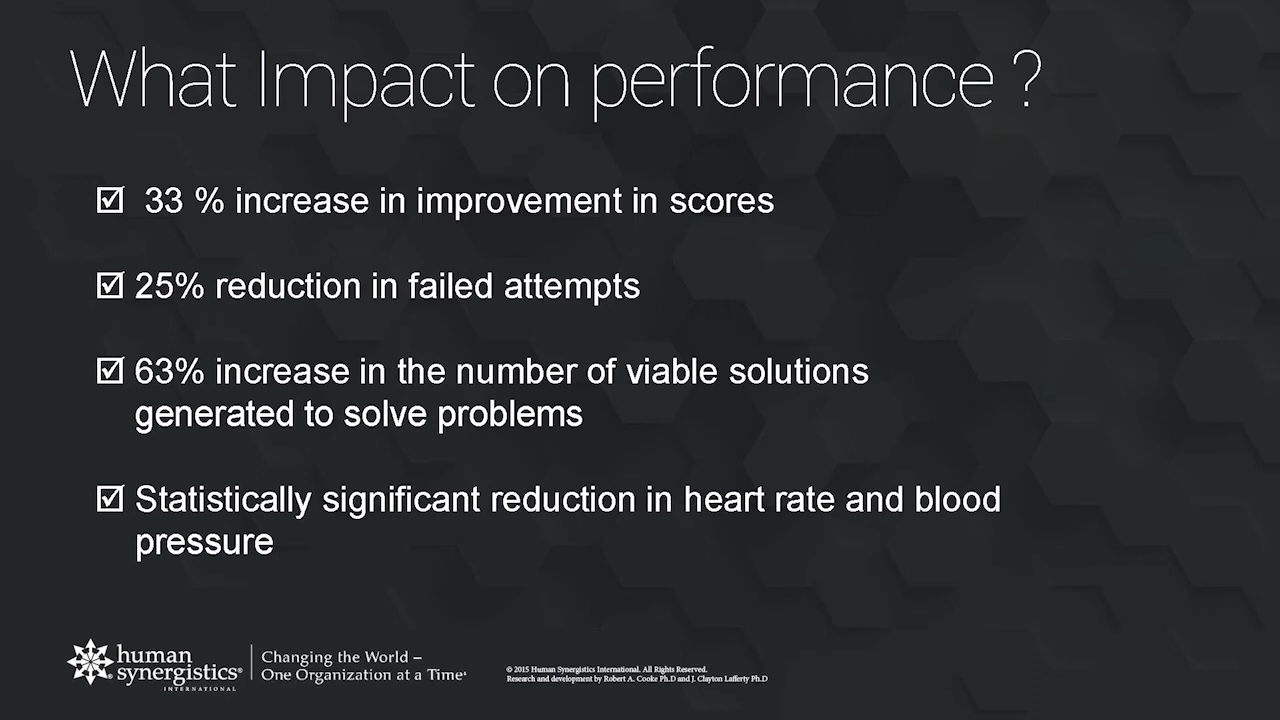 What Impact on performance ?
☑ 33 % increase in improvement in scores
☑ 25% reduction in failed attempts
☑ 63% increase in the number of viable solutions
generated to solve problems
☑ Statistically significant reduction in heart rate and blood
pressure
human
synergistics®
INTERNATIONAL
Changing the World –
One Organization at a Time
© 2015 Human Synergistics International. All Rights Reserved.
Research and development by Robert A. Cooke Ph.D and J. Clayton Lafferty Ph.D